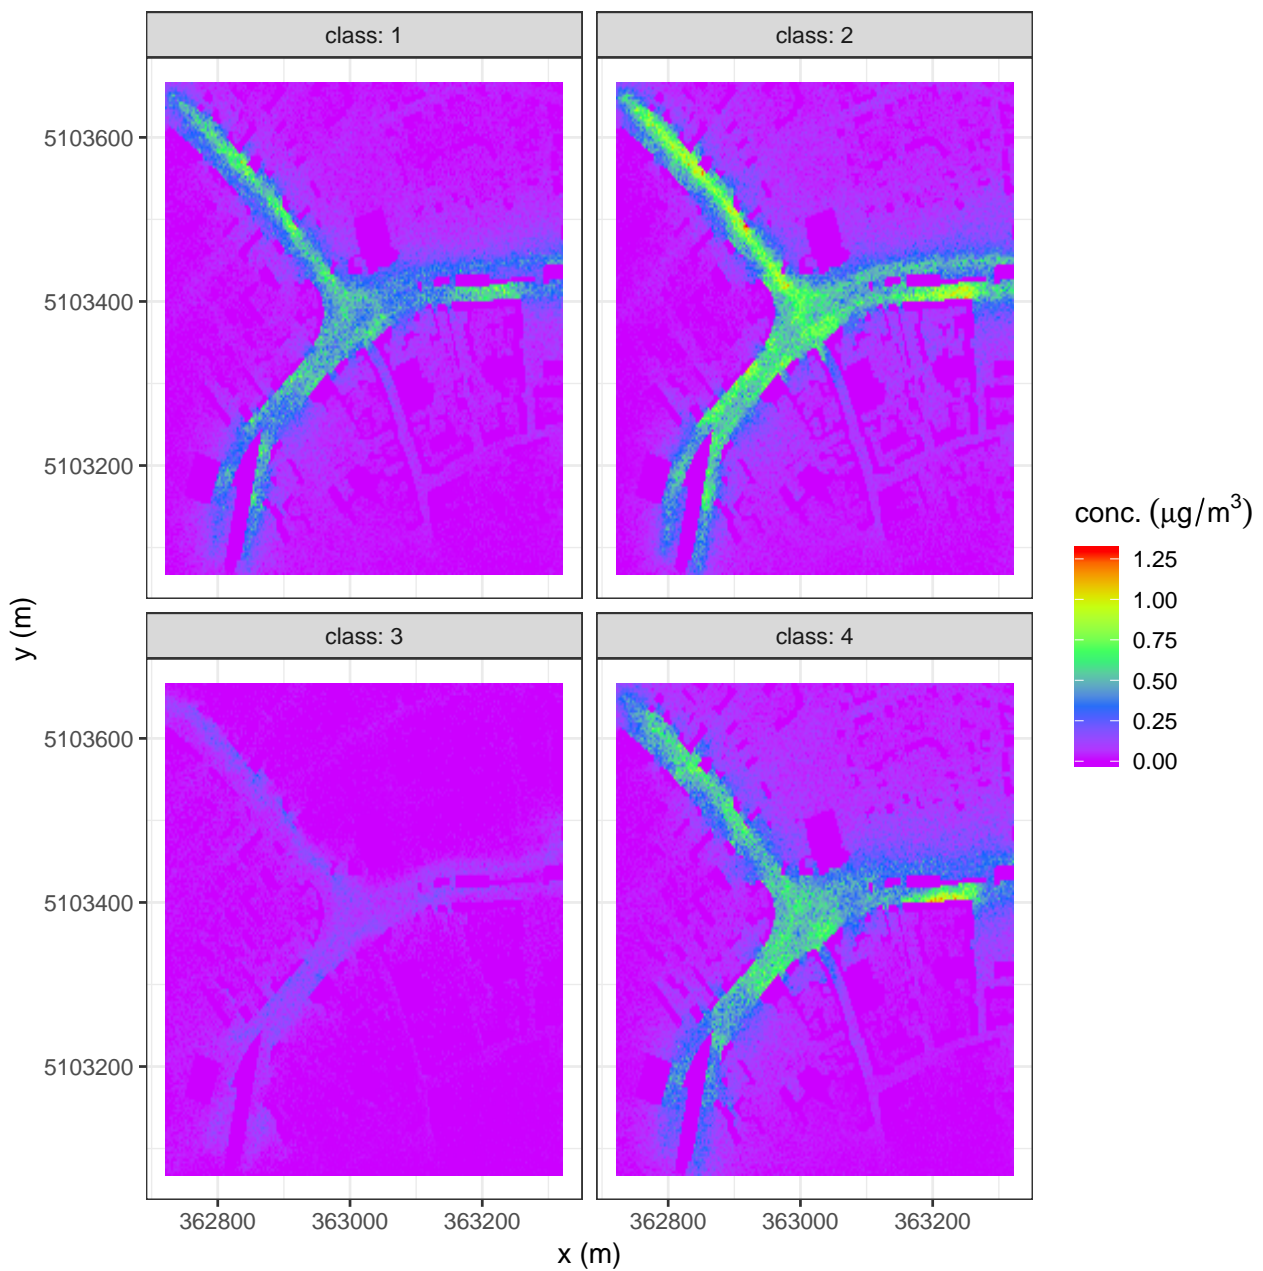 class: 1
class: 2
5103600
5103400
5103200
class: 3
class: 4
5103600
5103400
5103200
362800 363000 363200 362800 363000 363200
x (m)
y (m)
conc. (μg/m³)
1.25
1.00
0.75
0.50
0.25
0.00